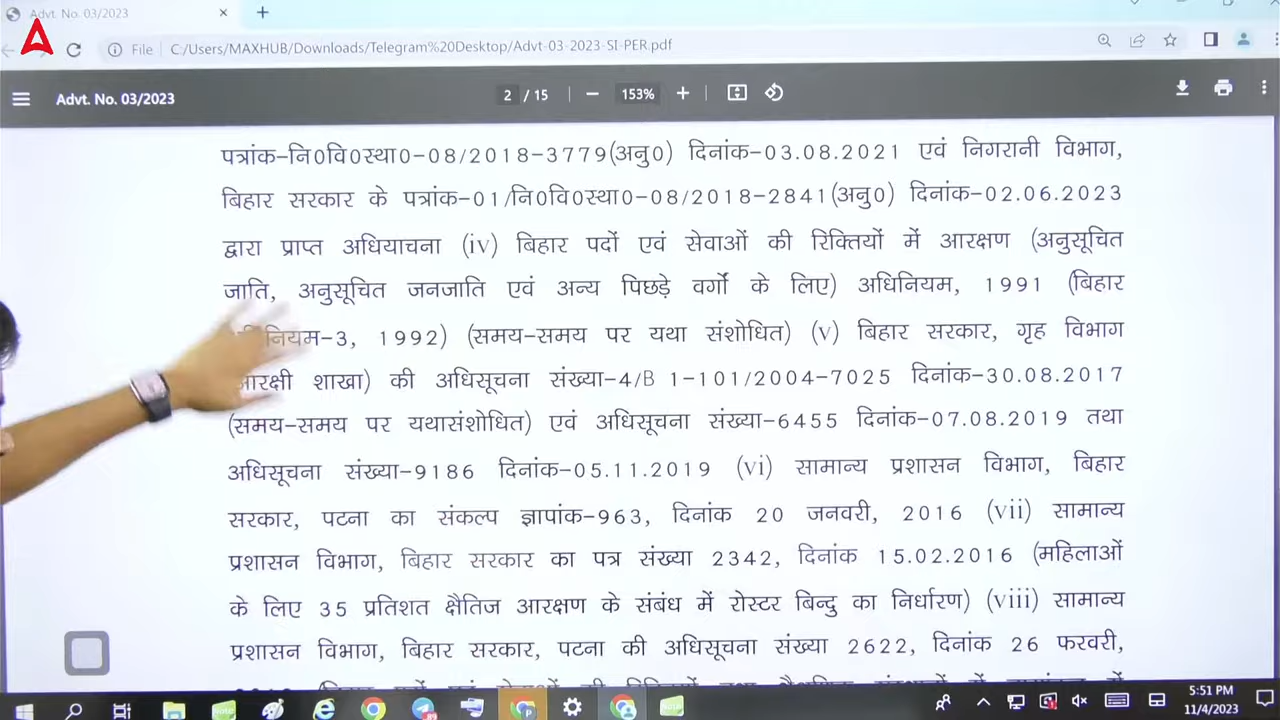 Advt. No. 03/2023
File C:/Users/MAXHUB/Downloads/Telegram%20Desktop/Advt-03-2023-SI-PER.pdf
Advt. No. 03/2023 2 / 15 153%
पत्रांक-नि0वि0स्था0-08/2018-3779(अनु0) दिनांक-03.08.2021 एवं निगरानी विभाग,
बिहार सरकार के पत्रांक-01/नि0वि0स्था0-08/2018-2841(अनु0) दिनांक-02.06.2023
द्वारा प्राप्त अधियाचना (iv) बिहार पदों एवं सेवाओं की रिक्तियों में आरक्षण (अनुसूचित
जाति, अनुसूचित जनजाति एवं अन्य पिछड़े वर्गों के लिए) अधिनियम, 1991 (बिहार
-3, 1992) (समय-समय पर यथा संशोधित) (v) बिहार सरकार, गृह विभाग
शाखा) की अधिसूचना संख्या-4/B 1-101/2004-7025 दिनांक-30.08.2017
(समय-समय पर यथासंशोधित) एवं अधिसूचना संख्या-6455 दिनांक-07.08.2019 तथा
अधिसूचना संख्या-9186 दिनांक-05.11.2019 (vi) सामान्य प्रशासन विभाग, बिहार
सरकार, पटना का संकल्प ज्ञापांक-963, दिनांक 20 जनवरी, 2016 (vii) सामान्य
प्रशासन विभाग, बिहार सरकार का पत्र संख्या 2342, दिनांक 15.02.2016 (महिलाओं
के लिए 35 प्रतिशत क्षैतिज आरक्षण के संबंध में रोस्टर बिन्दु का निर्धारण) (viii) सामान्य
प्रशासन विभाग, बिहार सरकार, पटना की अधिसूचना संख्या 2622, दिनांक 26 फरवरी,
5:51 PM
11/4/2023